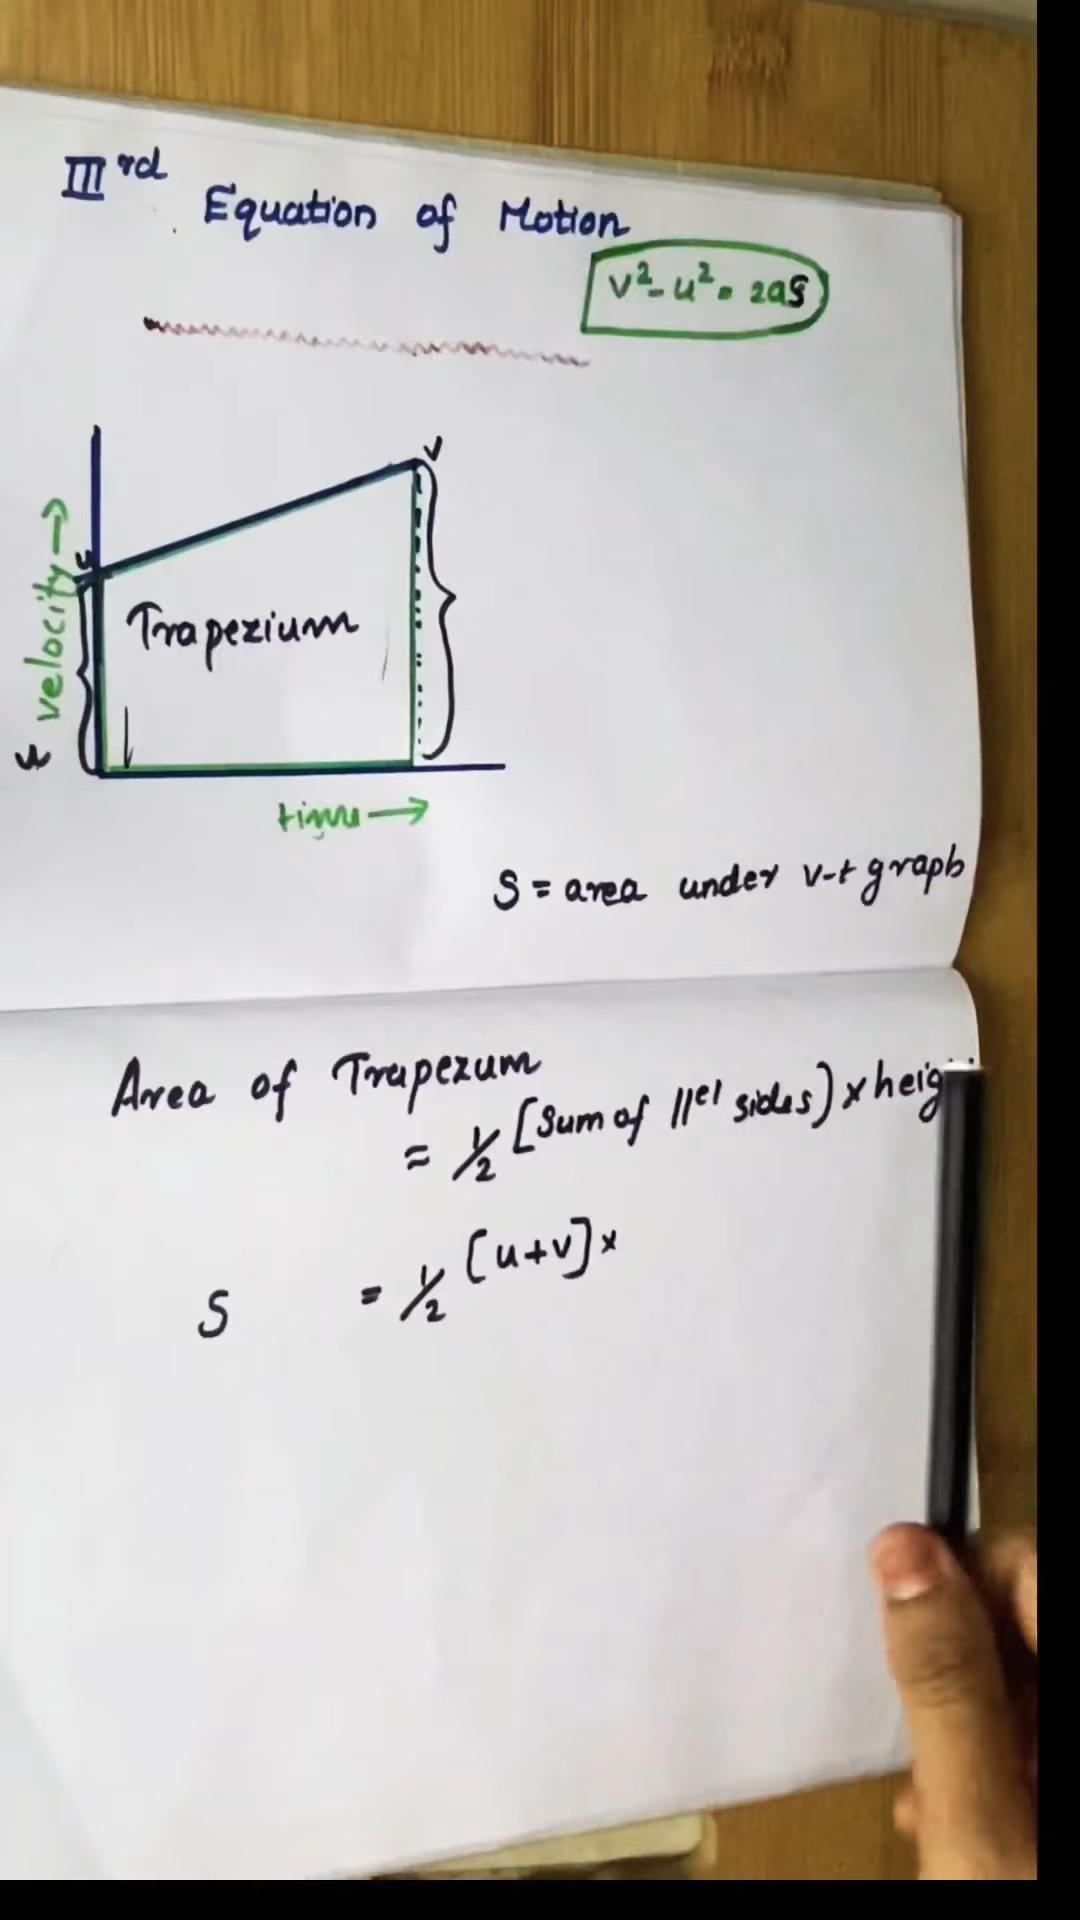 IIIrd Equation of Motion
v²-u² = 2as
v
u
velocity →
Trapezium
u
time →
S = area under v-t graph
Area of Trapezum
= 1/2 [Sum of ||el sides) × heig
S = 1/2 [u+v] ×